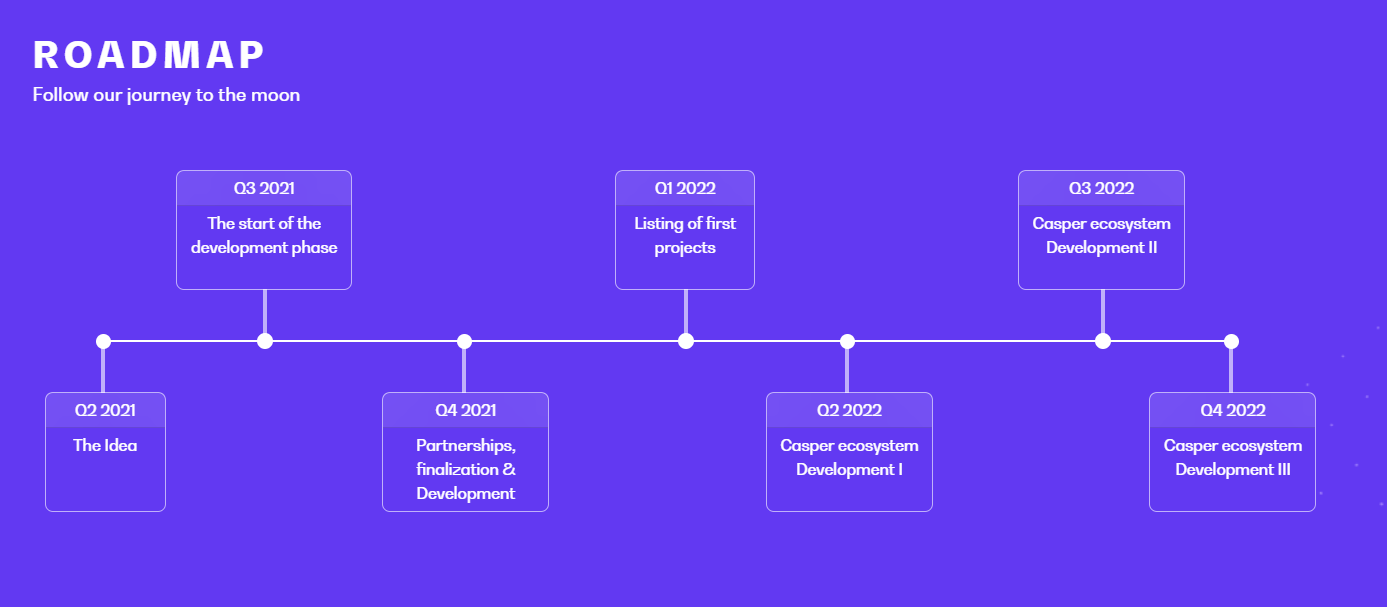 ROADMAP
Follow our journey to the moon
Q2 2021
The Idea
Q3 2021
The start of the
development phase
Q4 2021
Partnerships,
finalization &
Development
Q1 2022
Listing of first
projects
Q2 2022
Casper ecosystem
Development I
Q3 2022
Casper ecosystem
Development II
Q4 2022
Casper ecosystem
Development III